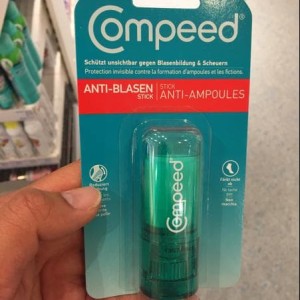 Compeed
Schützt unsichtbar gegen Blasenbildung & Scheuern
Protection invisible contre la formation d'ampoules et les frictions.
ANTI-BLASEN
STICK
STICK
ANTI-AMPOULES
Compeed